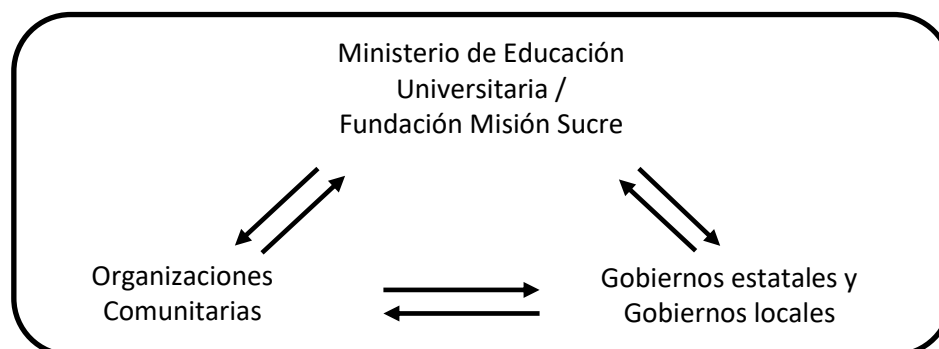 Ministerio de Educación
Universitaria /
Fundación Misión Sucre
Organizaciones
Comunitarias
Gobiernos estatales y
Gobiernos locales